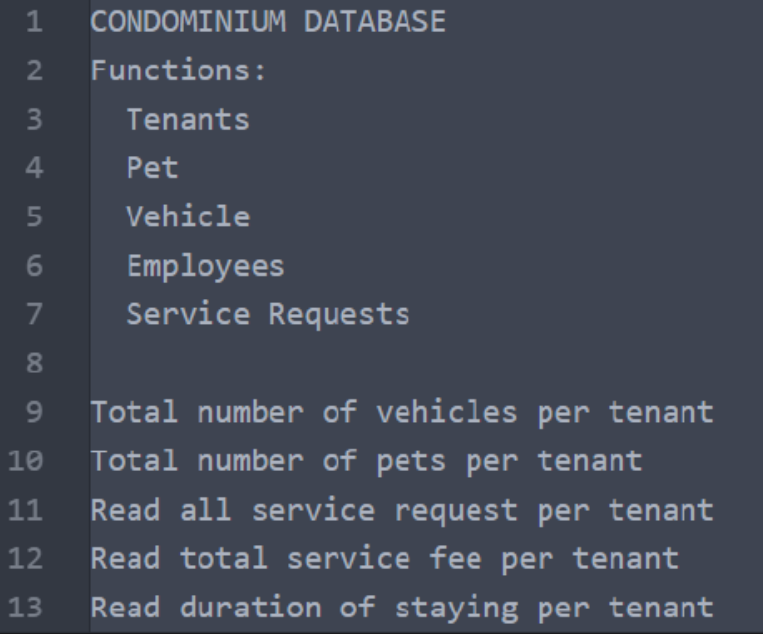 1 CONDOMINIUM DATABASE
2 Functions:
3 Tenants
4 Pet
5 Vehicle
6 Employees
7 Service Requests
8
9 Total number of vehicles per tenant
10 Total number of pets per tenant
11 Read all service request per tenant
12 Read total service fee per tenant
13 Read duration of staying per tenant